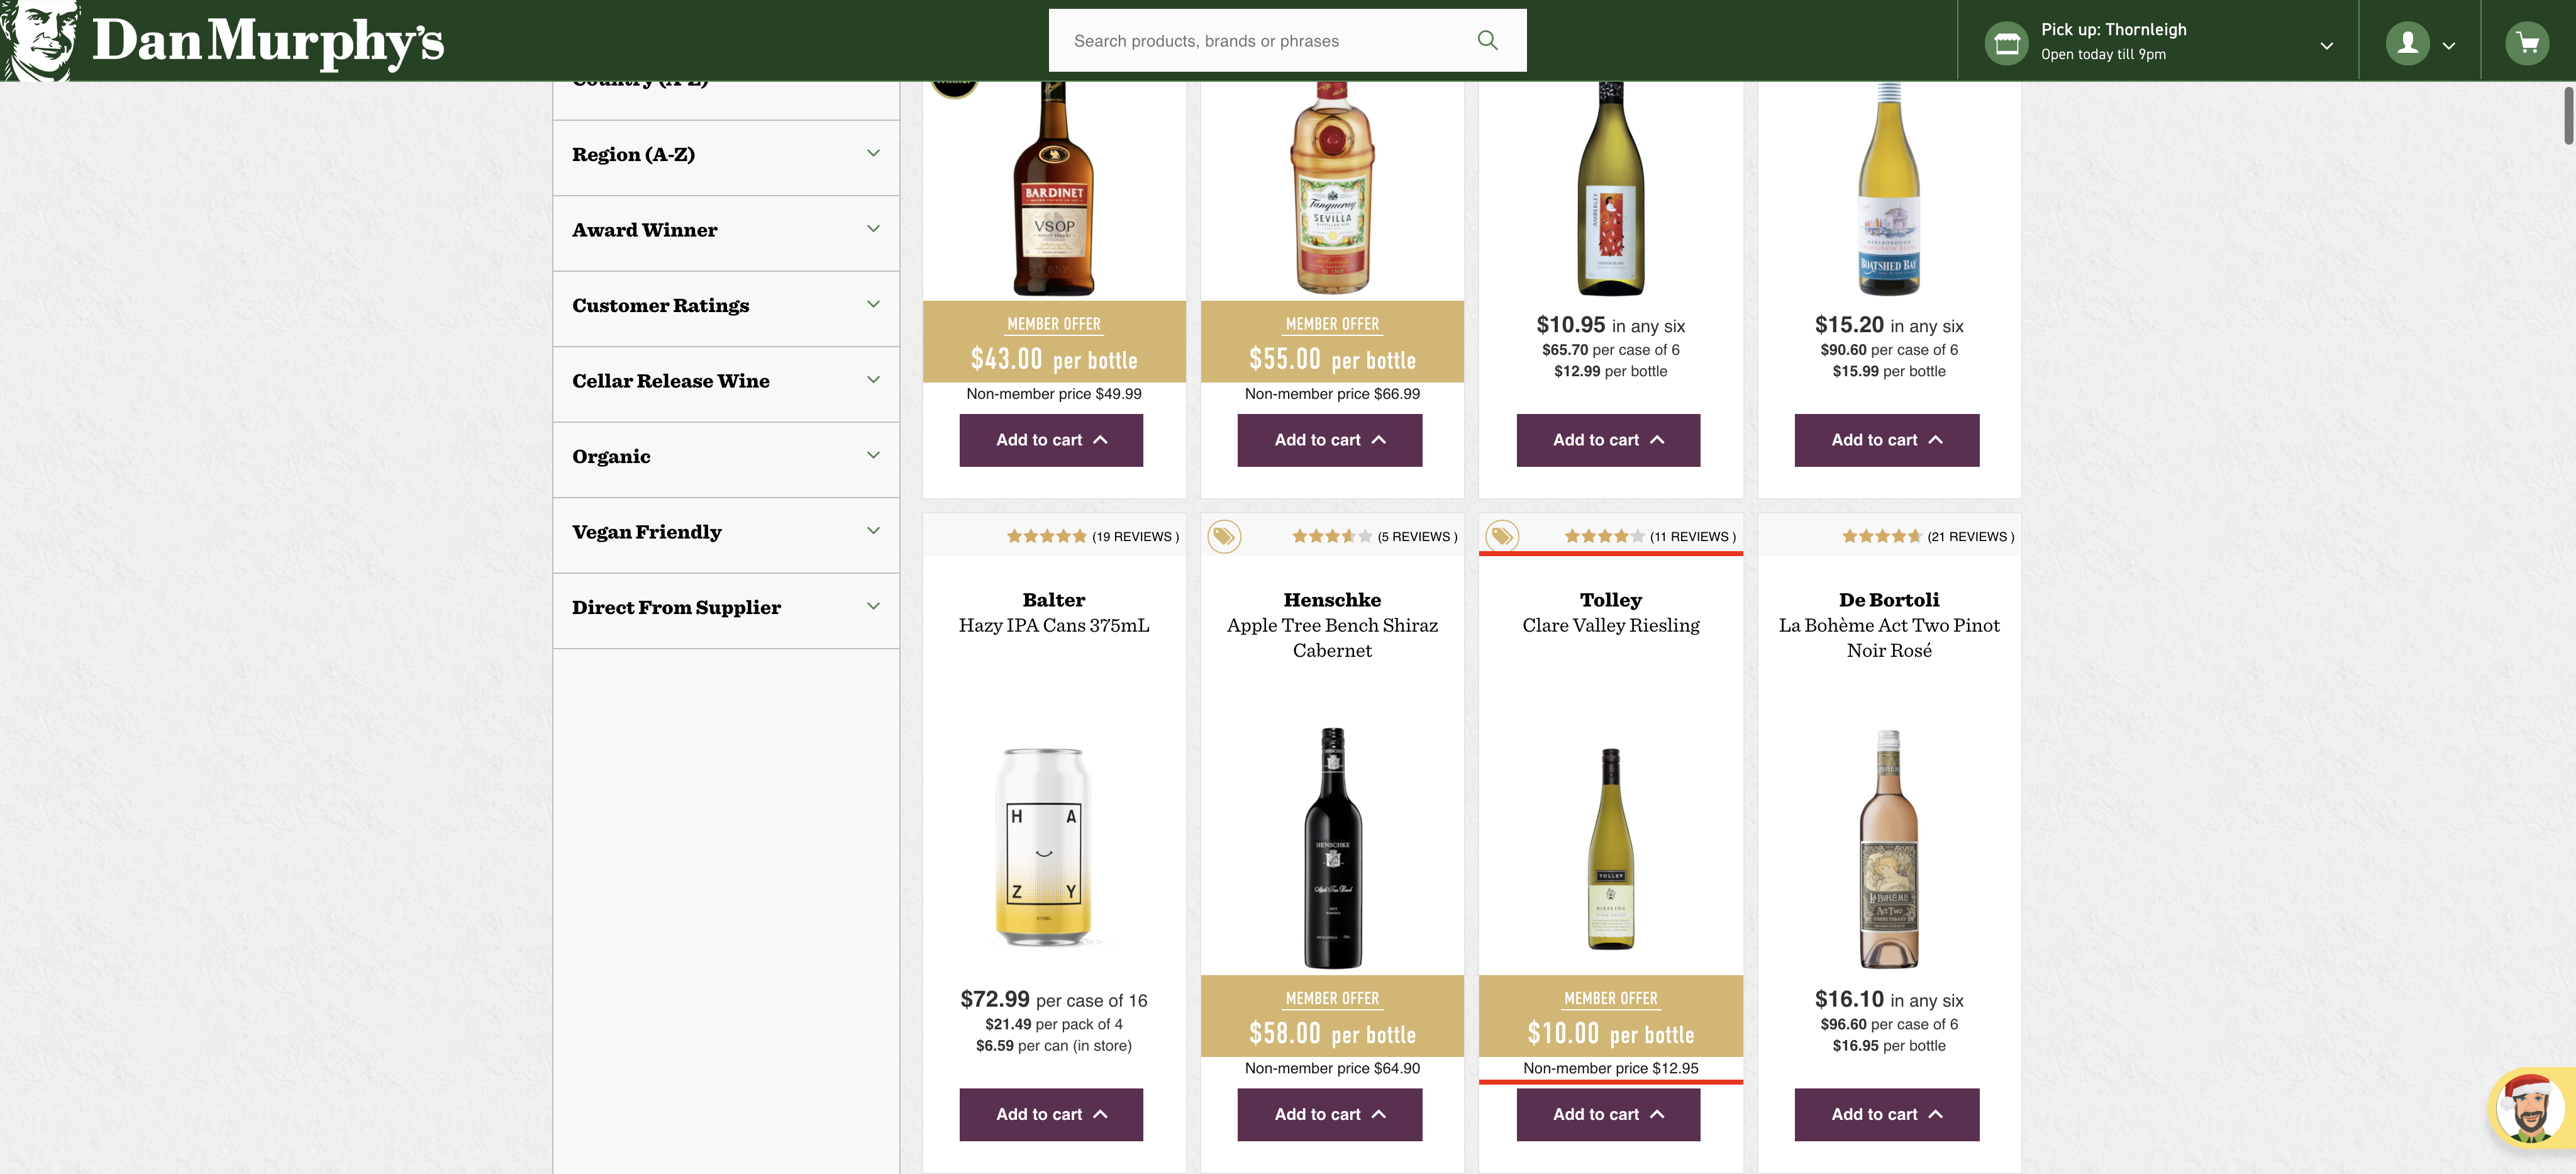 Dan Murphy's
Search products, brands or phrases
Pick up: Thornleigh
Open today till 9pm
Country (A-Z)
Region (A-Z)
Award Winner
Customer Ratings
Cellar Release Wine
Organic
Vegan Friendly
Direct From Supplier
BARDINET
VSOP
MEMBER OFFER
$43.00 per bottle
Non-member price $49.99
Add to cart
Tanqueray
SEVILLA
MEMBER OFFER
$55.00 per bottle
Non-member price $66.99
Add to cart
AMBERLEY
$10.95 in any six
$65.70 per case of 6
$12.99 per bottle
Add to cart
MARLBOROUGH
SAUVIGNON BLANC
BOATSHED BAY
$15.20 in any six
$90.60 per case of 6
$15.99 per bottle
Add to cart
(19 REVIEWS )
Balter
Hazy IPA Cans 375mL
H A
Z Y
$72.99 per case of 16
$21.49 per pack of 4
$6.59 per can (in store)
Add to cart
(5 REVIEWS )
Henschke
Apple Tree Bench Shiraz
Cabernet
HENSCHKE
Apple Tree Bench
MEMBER OFFER
$58.00 per bottle
Non-member price $64.90
Add to cart
(11 REVIEWS )
Tolley
Clare Valley Riesling
TOLLEY
RIESLING
MEMBER OFFER
$10.00 per bottle
Non-member price $12.95
Add to cart
(21 REVIEWS )
De Bortoli
La Bohème Act Two Pinot
Noir Rosé
LA BOHÈME
Act Two
YARRA VALLEY
$16.10 in any six
$96.60 per case of 6
$16.95 per bottle
Add to cart